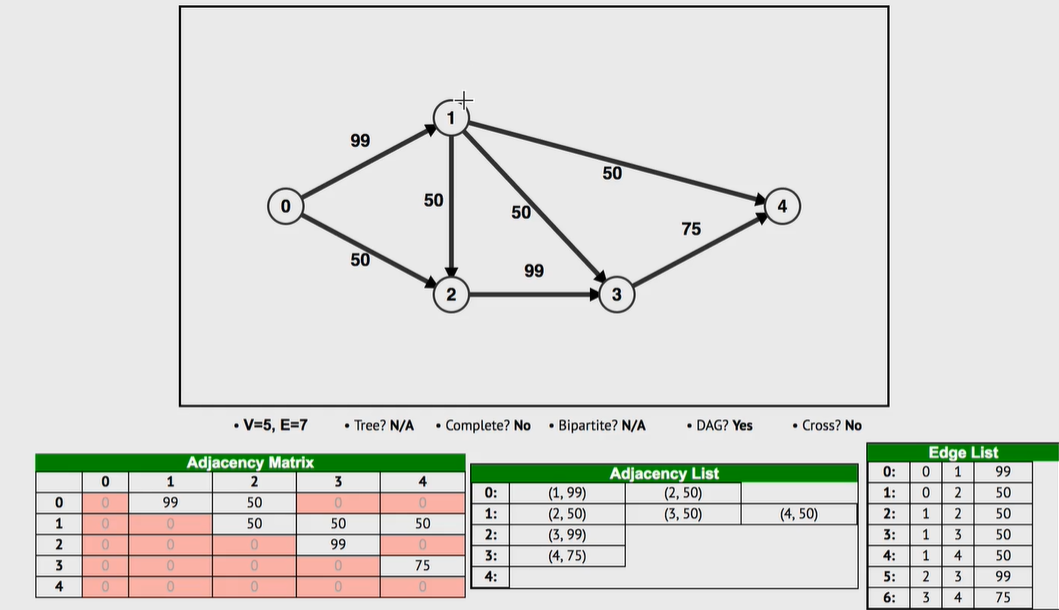 1
99
50
50
50
0
4
75
50
99
2
3
• V=5, E=7 • Tree? N/A • Complete? No • Bipartite? N/A • DAG? Yes • Cross? No
Adjacency Matrix
0 1 2 3 4
0 0 99 50 0 0
1 0 0 50 50 50
2 0 0 0 99 0
3 0 0 0 0 75
4 0 0 0 0 0
Adjacency List
0: (1, 99) (2, 50)
1: (2, 50) (3, 50) (4, 50)
2: (3, 99)
3: (4, 75)
4:
Edge List
0: 0 1 99
1: 0 2 50
2: 1 2 50
3: 1 3 50
4: 1 4 50
5: 2 3 99
6: 3 4 75